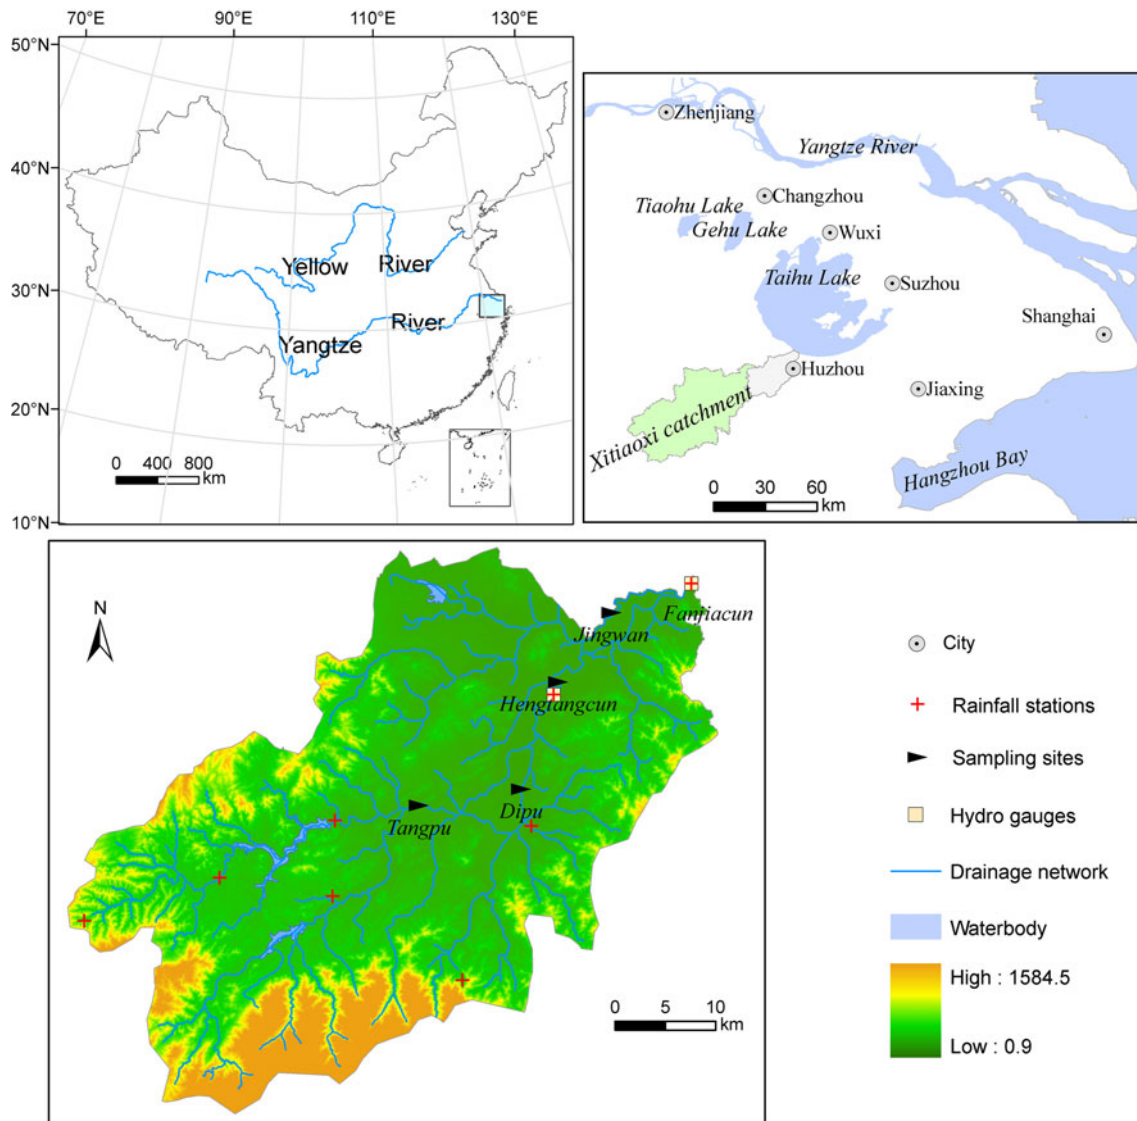 70°E 90°E 110°E 130°E
50°N
40°N
30°N
20°N
10°N
Yellow River
Yangtze River
0 400 800
km
Zhenjiang
Yangtze River
Changzhou
Tiaohu Lake
Gehu Lake
Wuxi
Taihu Lake
Suzhou
Shanghai
Huzhou
Jiaxing
Xitiaoxi catchment
Hangzhou Bay
0 30 60
km
N
Fanjiacun
Jingwan
Hengtangcun
Dipu
Tangpu
0 5 10
km
City
Rainfall stations
Sampling sites
Hydro gauges
Drainage network
Waterbody
High : 1584.5
Low : 0.9